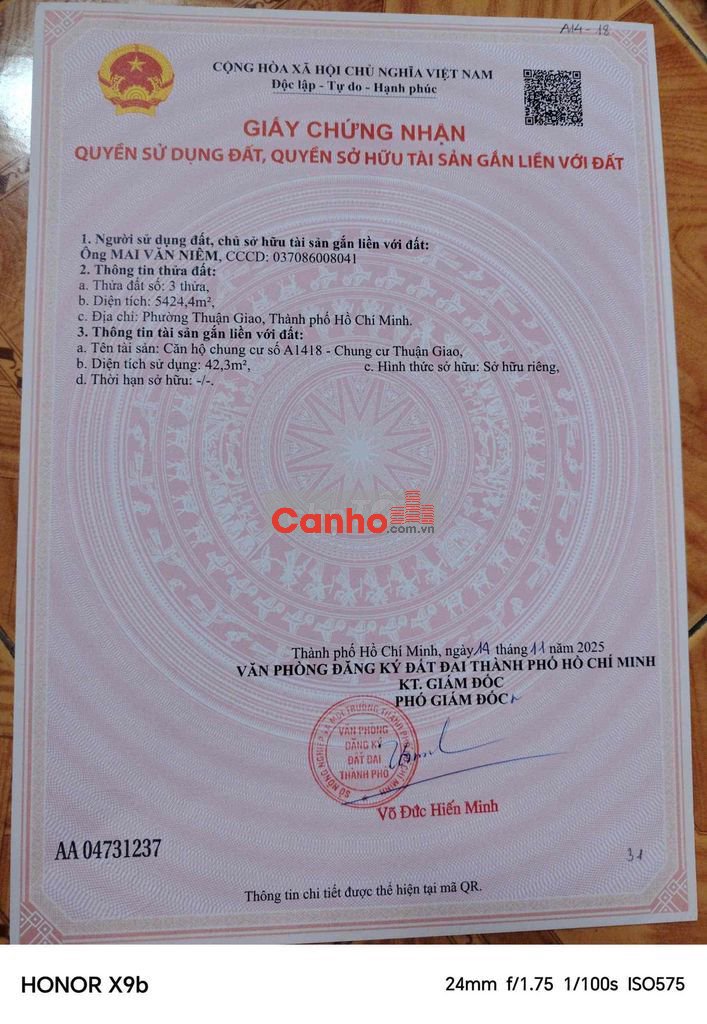 A14-18
CỘNG HÒA XÃ HỘI CHỦ NGHĨA VIỆT NAM
Độc lập - Tự do - Hạnh phúc
GIẤY CHỨNG NHẬN
QUYỀN SỬ DỤNG ĐẤT, QUYỀN SỞ HỮU TÀI SẢN GẮN LIỀN VỚI ĐẤT
1. Người sử dụng đất, chủ sở hữu tài sản gắn liền với đất:
Ông MAI VĂN NIÊM, CCCD: 037086008041
2. Thông tin thửa đất:
a. Thửa đất số: 3 thửa,
b. Diện tích: 5424,4m²,
c. Địa chỉ: Phường Thuận Giao, Thành phố Hồ Chí Minh.
3. Thông tin tài sản gắn liền với đất:
a. Tên tài sản: Căn hộ chung cư số A1418 - Chung cư Thuận Giao,
b. Diện tích sử dụng: 42,3m², c. Hình thức sở hữu: Sở hữu riêng,
d. Thời hạn sở hữu: -/-.
Canho.com.vn
Thành phố Hồ Chí Minh, ngày 14 tháng 11 năm 2025
VĂN PHÒNG ĐĂNG KÝ ĐẤT ĐAI THÀNH PHỐ HỒ CHÍ MINH
KT. GIÁM ĐỐC
PHÓ GIÁM ĐỐC
VĂN PHÒNG
ĐĂNG KÝ
ĐẤT ĐAI
THÀNH PHỐ
Võ Đức Hiến Minh
AA 04731237
31
Thông tin chi tiết được thể hiện tại mã QR.
HONOR X9b
24mm f/1.75 1/100s ISO575